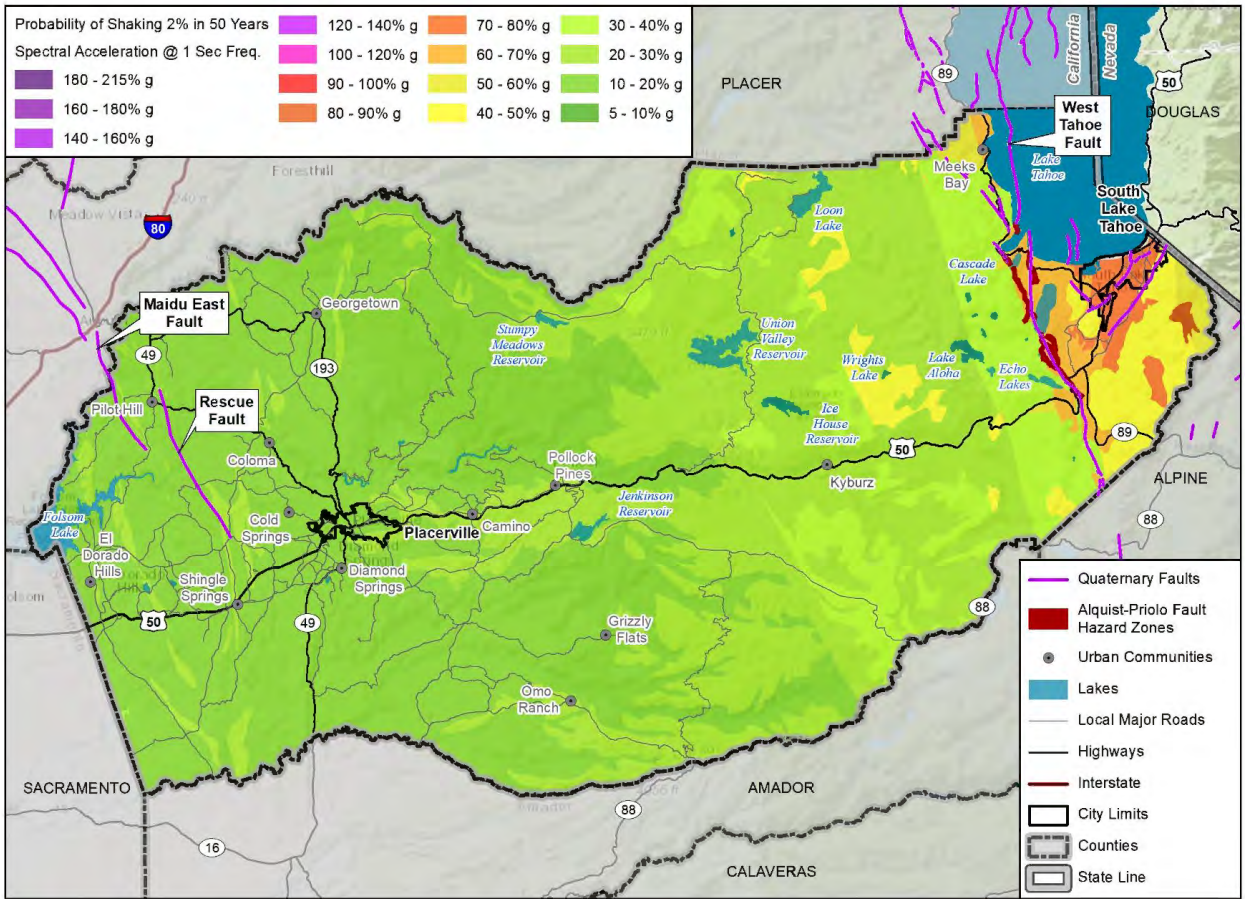 Probability of Shaking 2% in 50 Years
Spectral Acceleration @ 1 Sec Freq.
180 - 215% g
160 - 180% g
140 - 160% g
120 - 140% g
100 - 120% g
90 - 100% g
80 - 90% g
70 - 80% g
60 - 70% g
50 - 60% g
40 - 50% g
30 - 40% g
20 - 30% g
10 - 20% g
5 - 10% g
PLACER
89
California
Nevada
50
DOUGLAS
West
Tahoe
Fault
Lake
Tahoe
Meeks
Bay
South
Lake
Tahoe
Foresthill
Meadow Vista
80
Loon
Lake
Cascade
Lake
Maidu East
Fault
Georgetown
49
193
Stumpy
Meadows
Reservoir
Union
Valley
Reservoir
Wrights
Lake
Lake
Aloha
Echo
Lakes
Pilot Hill
Rescue
Fault
Coloma
Ice
House
Reservoir
50
89
Pollock
Pines
Kyburz
ALPINE
Folsom
Lake
Cold
Springs
Placerville
Camino
Jenkinson
Reservoir
88
El
Dorado
Hills
Diamond
Springs
Shingle
Springs
50
49
Grizzly
Flats
88
Omo
Ranch
SACRAMENTO
AMADOR
88
16
CALAVERAS
Quaternary Faults
Alquist-Priolo Fault
Hazard Zones
Urban Communities
Lakes
Local Major Roads
Highways
Interstate
City Limits
Counties
State Line